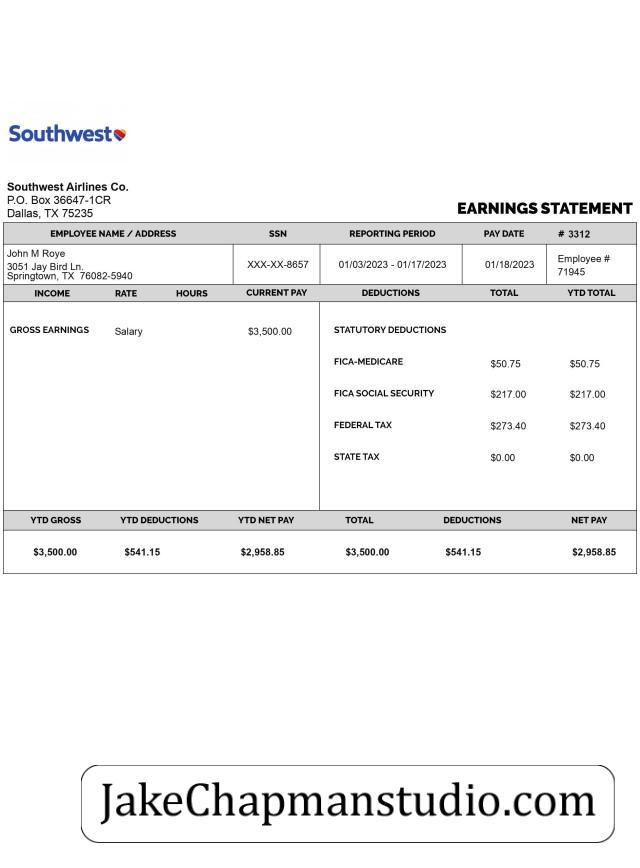 Southwest
Southwest Airlines Co.
P.O. Box 36647-1CR
Dallas, TX 75235
EARNINGS STATEMENT
EMPLOYEE NAME / ADDRESS SSN REPORTING PERIOD PAY DATE # 3312
John M Roye
3051 Jay Bird Ln.
Springtown, TX 76082-5940
XXX-XX-8657 01/03/2023 - 01/17/2023 01/18/2023
Employee #
71945
INCOME RATE HOURS CURRENT PAY DEDUCTIONS TOTAL YTD TOTAL
GROSS EARNINGS Salary $3,500.00 STATUTORY DEDUCTIONS
FICA-MEDICARE $50.75 $50.75
FICA SOCIAL SECURITY $217.00 $217.00
FEDERAL TAX $273.40 $273.40
STATE TAX $0.00 $0.00
YTD GROSS YTD DEDUCTIONS YTD NET PAY TOTAL DEDUCTIONS NET PAY
$3,500.00 $541.15 $2,958.85 $3,500.00 $541.15 $2,958.85
JakeChapmanstudio.com